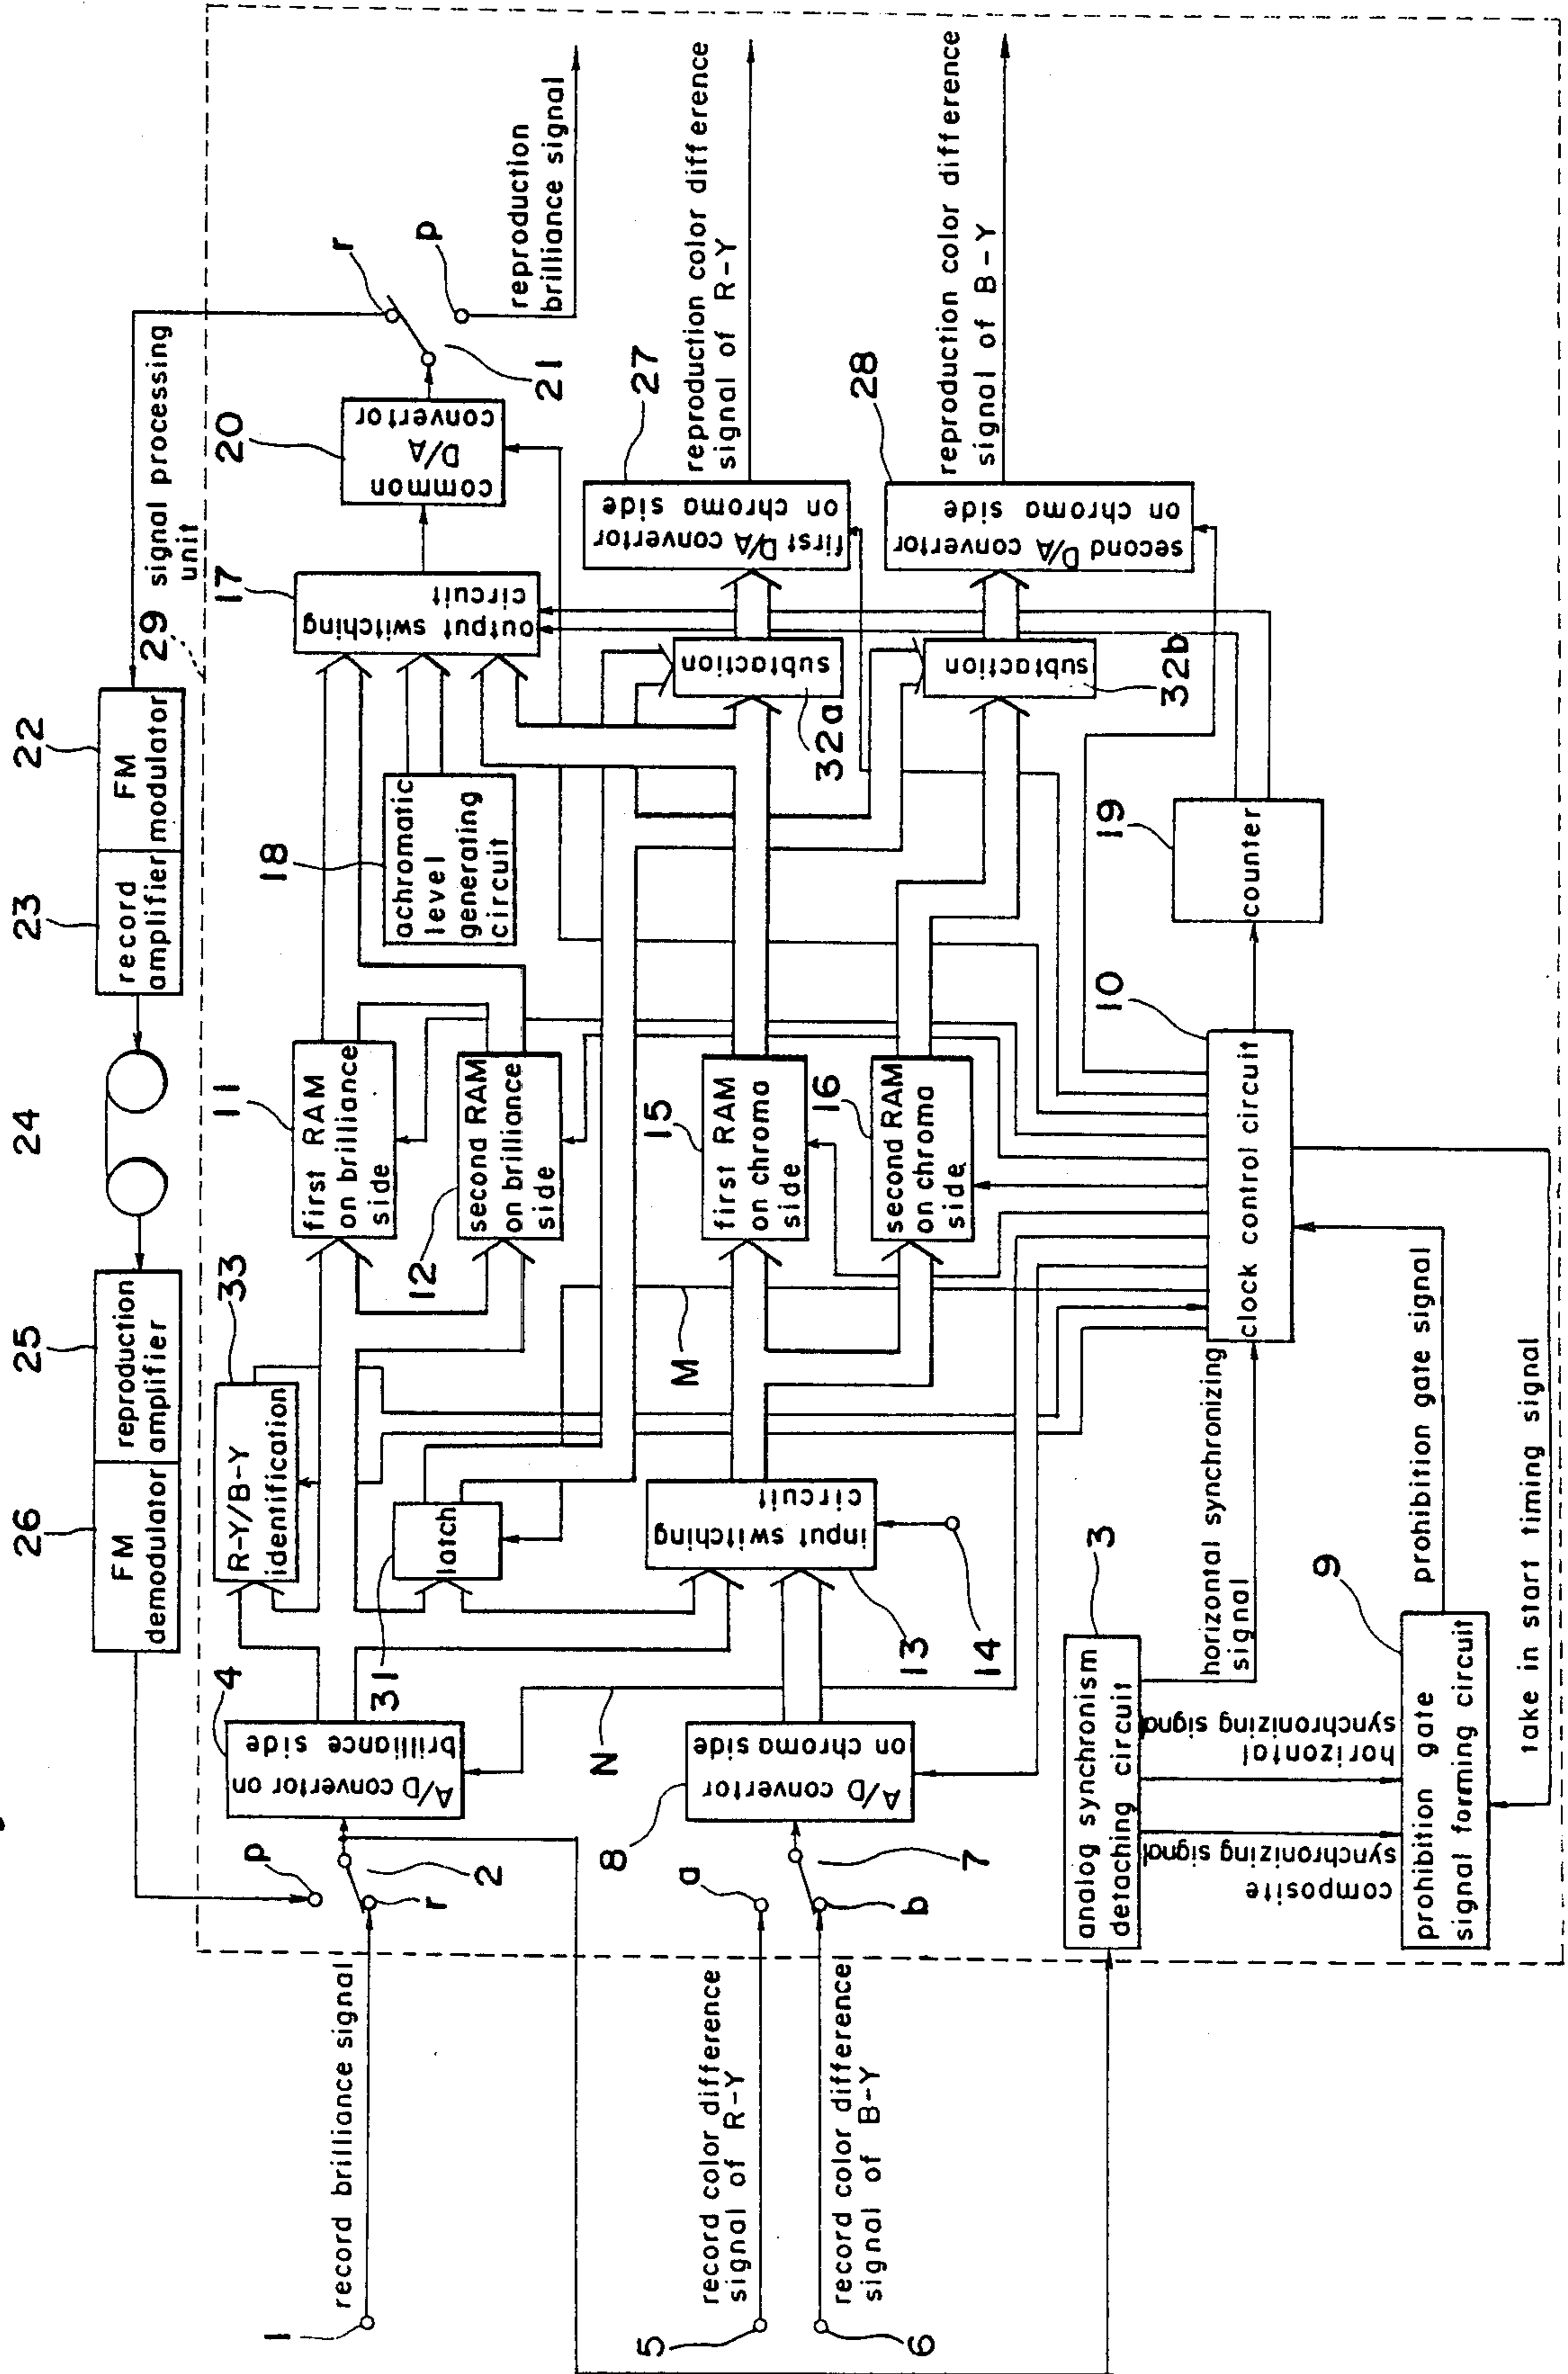 22
FM
modulator
23
record
amplifier
24
25
reproduction
amplifier
26
FM
demodulator
29
signal processing
unit
1
record brilliance signal
p
r
2
4
A/D convertor on
brilliance side
33
R-Y/B-Y
identification
31
latch
11
first RAM
on brilliance
side
12
second RAM
on brilliance
side
18
achromatic
level
generating
circuit
17
output switching
circuit
20
common
D/A
convertor
21
r
p
reproduction
brilliance signal
5
record color difference
signal of R-Y
6
record color difference
signal of B-Y
a
b
7
8
A/D convertor
on chroma side
N
13
input switching
circuit
14
M
15
first RAM
on chroma
side
16
second RAM
on chroma
side
32a
subtaction
32b
subtaction
27
first D/A convertor
on chroma side
reproduction color difference
signal of R-Y
28
second D/A convertor
on chroma side
reproduction color difference
signal of B-Y
3
analog synchronism
detaching circuit
composite
synchronizing signal
horizontal
synchronizing signal
horizontal synchronizing
signal
9
prohibition gate
signal forming circuit
prohibition gate signal
take in start timing signal
10
clock control circuit
19
counter